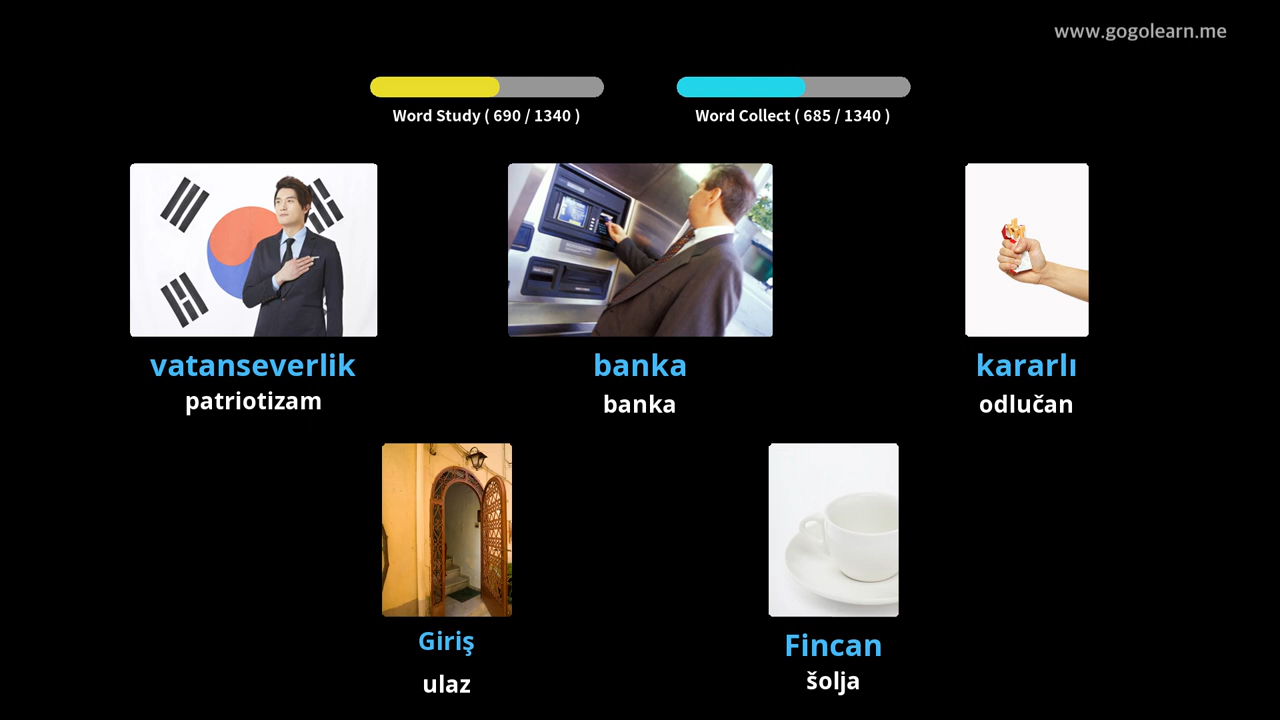 www.gogolearn.me
Word Study ( 690 / 1340 )
Word Collect ( 685 / 1340 )
vatanseverlik
patriotizam
banka
banka
kararlı
odlučan
Giriş
ulaz
Fincan
šolja